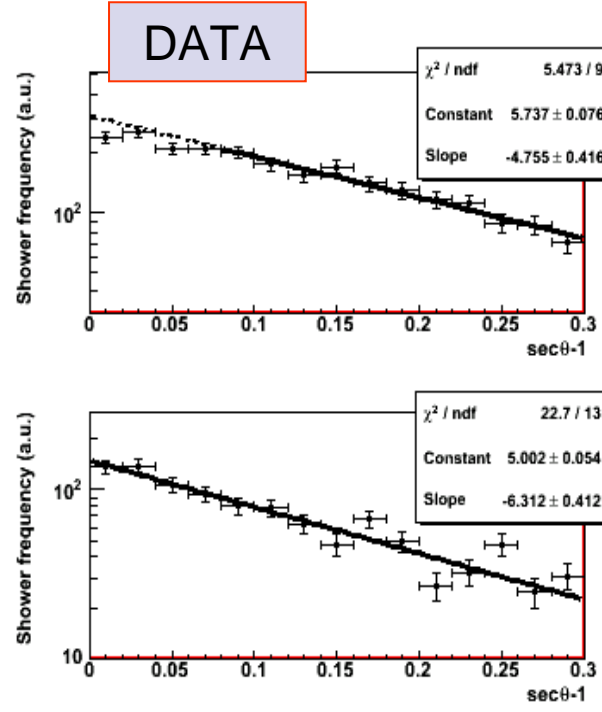 DATA
χ² / ndf 5.473 / 9
Constant 5.737 ± 0.076
Slope -4.755 ± 0.416
Shower frequency (a.u.)
10²
0 0.05 0.1 0.15 0.2 0.25 0.3
secθ-1
χ² / ndf 22.7 / 13
Constant 5.002 ± 0.054
Slope -6.312 ± 0.412
Shower frequency (a.u.)
10²
10
0 0.05 0.1 0.15 0.2 0.25 0.3
secθ-1